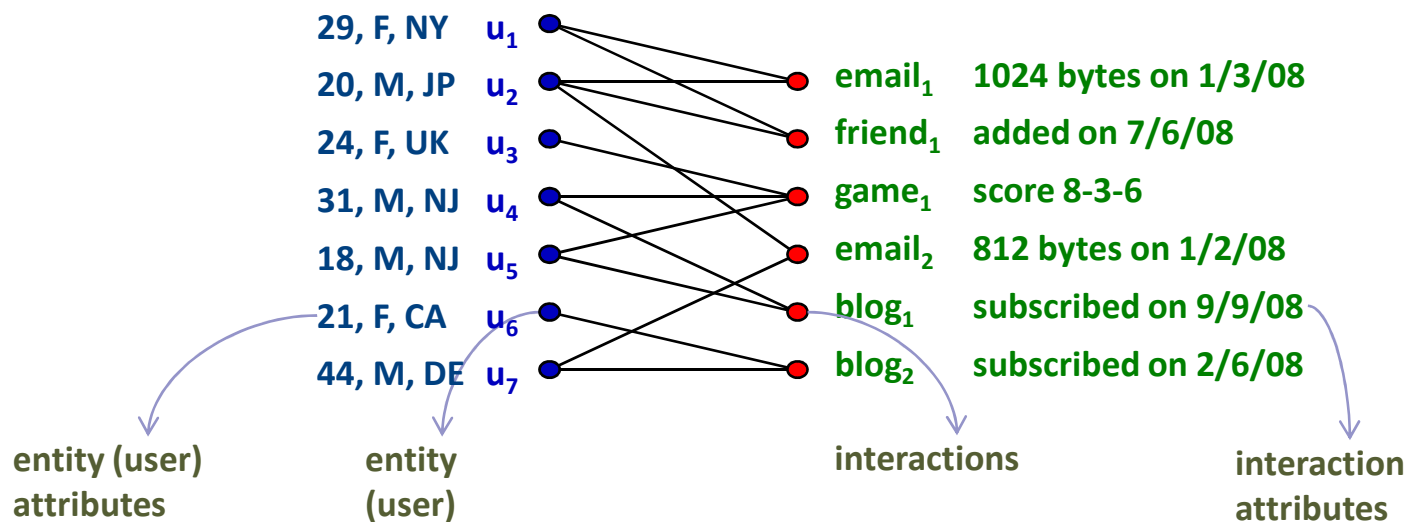 29, F, NY u1
20, M, JP u2 email1 1024 bytes on 1/3/08
24, F, UK u3 friend1 added on 7/6/08
31, M, NJ u4 game1 score 8-3-6
18, M, NJ u5 email2 812 bytes on 1/2/08
21, F, CA u6 blog1 subscribed on 9/9/08
44, M, DE u7 blog2 subscribed on 2/6/08
entity (user)
attributes
entity
(user)
interactions
interaction
attributes